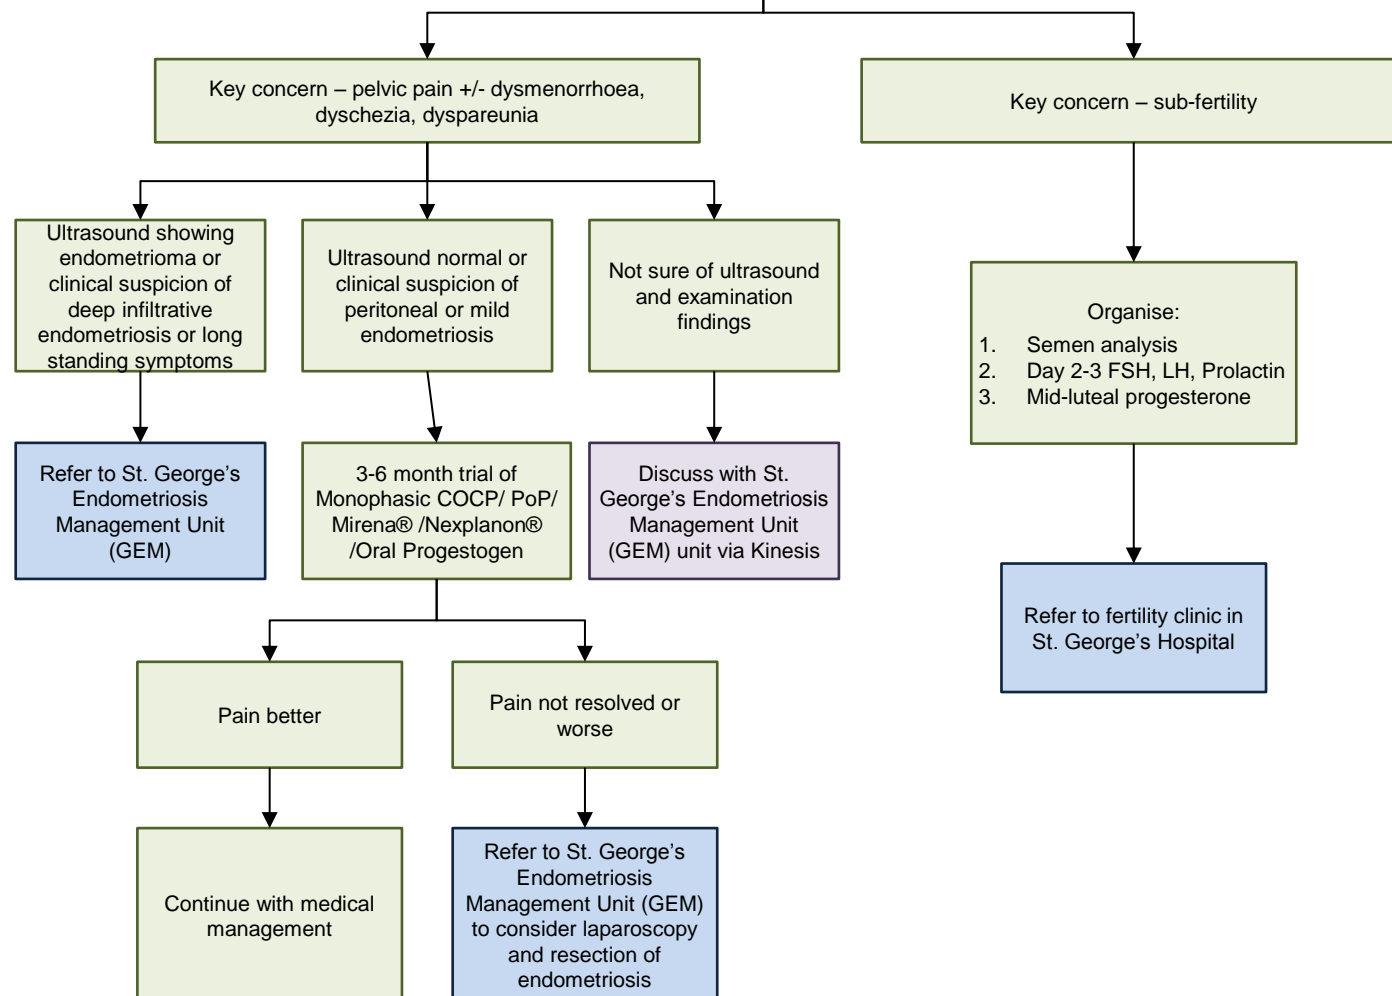 Key concern – pelvic pain +/- dysmenorrhoea,
dyschezia, dyspareunia
Key concern – sub-fertility
Ultrasound showing
endometrioma or
clinical suspicion of
deep infiltrative
endometriosis or long
standing symptoms
Ultrasound normal or
clinical suspicion of
peritoneal or mild
endometriosis
Not sure of ultrasound
and examination
findings
Organise:
1. Semen analysis
2. Day 2-3 FSH, LH, Prolactin
3. Mid-luteal progesterone
Refer to St. George’s
Endometriosis
Management Unit
(GEM)
3-6 month trial of
Monophasic COCP/ PoP/
Mirena® /Nexplanon®
/Oral Progestogen
Discuss with St.
George’s Endometriosis
Management Unit
(GEM) unit via Kinesis
Refer to fertility clinic in
St. George’s Hospital
Pain better
Pain not resolved or
worse
Continue with medical
management
Refer to St. George’s
Endometriosis
Management Unit (GEM)
to consider laparoscopy
and resection of
endometriosis